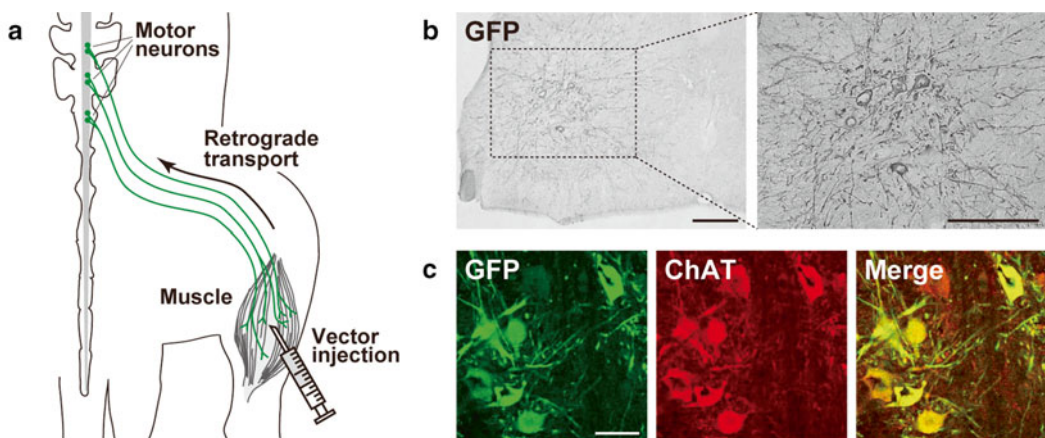 a
Motor
neurons
Retrograde
transport
Muscle
Vector
injection
b
GFP
c
GFP
ChAT
Merge